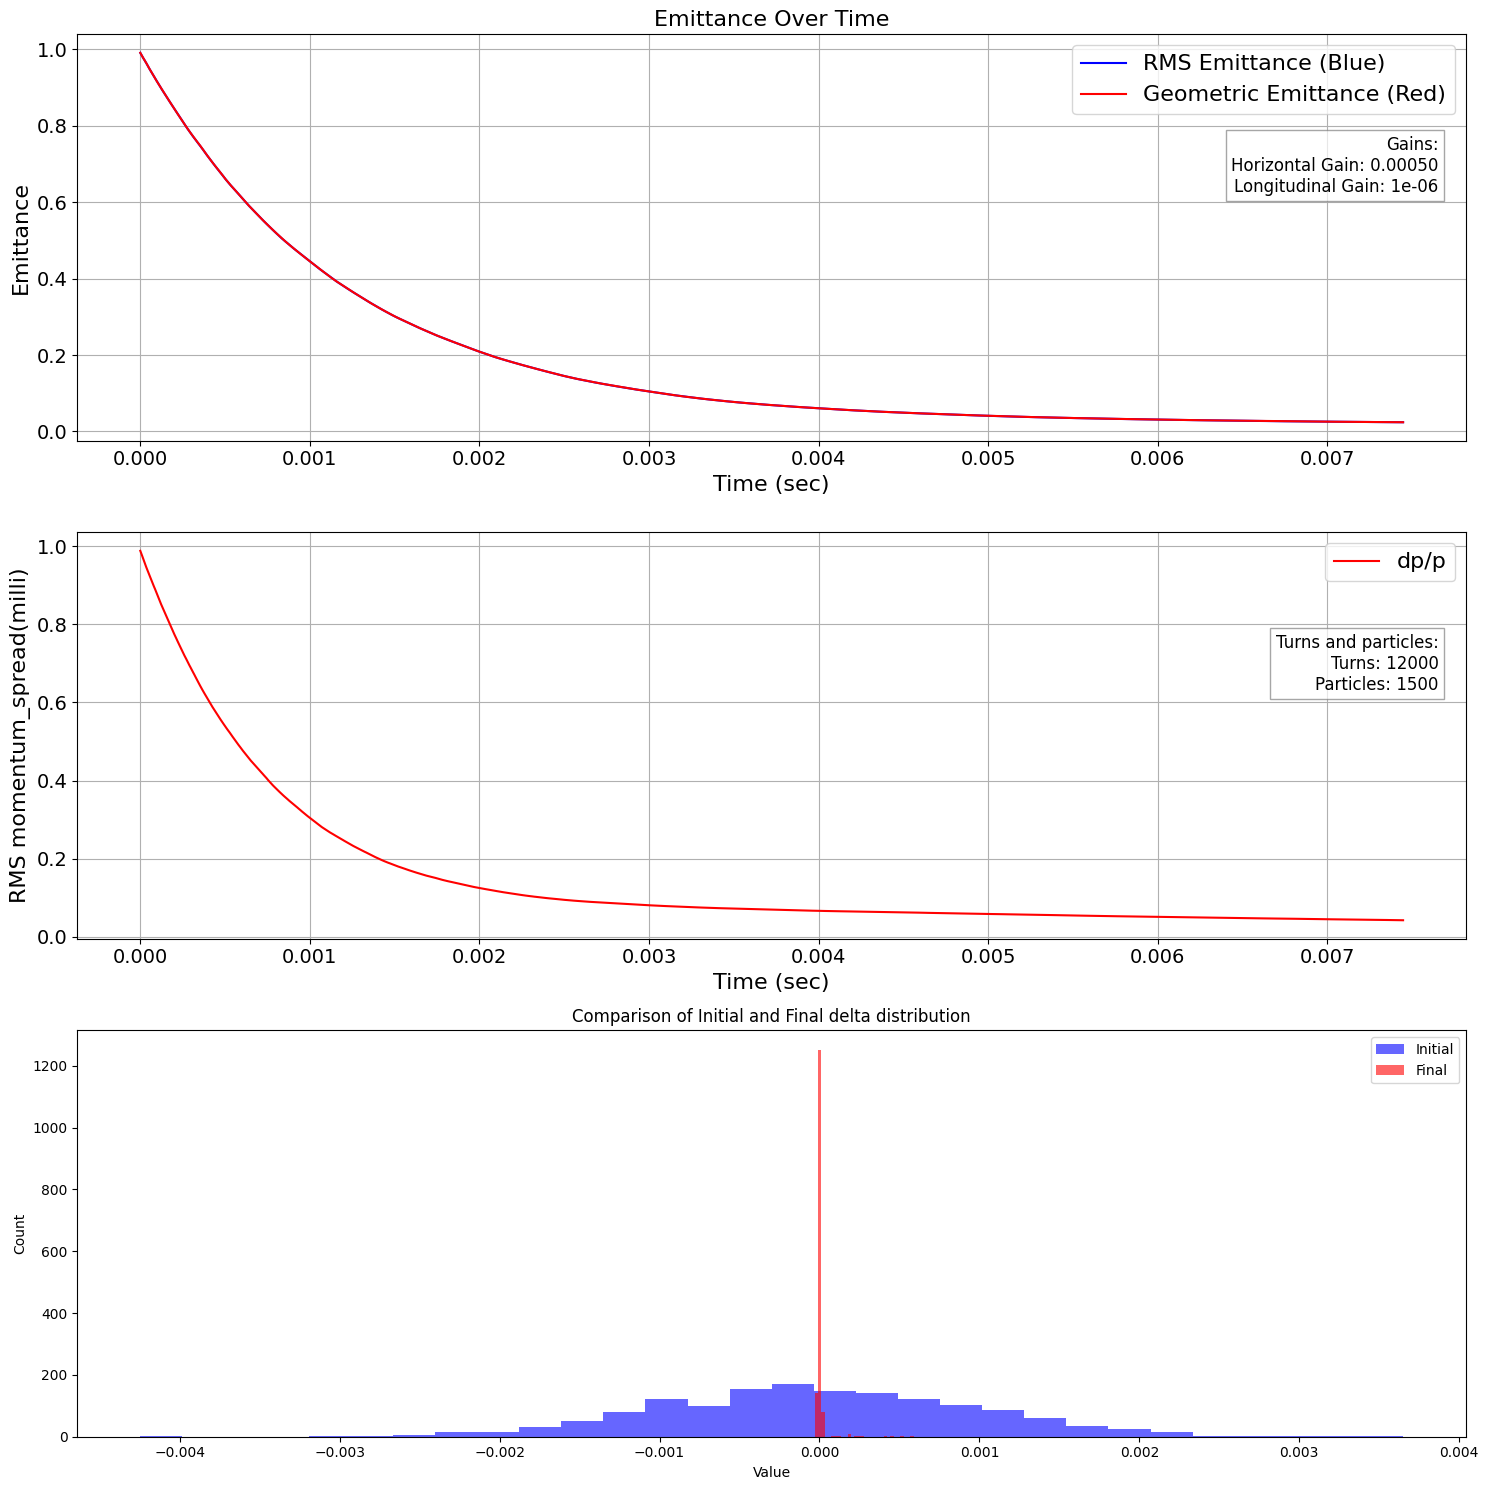 Emittance Over Time
1.0
0.8
0.6
0.4
0.2
0.0
Emittance
RMS Emittance (Blue)
Geometric Emittance (Red)
Gains:
Horizontal Gain: 0.00050
Longitudinal Gain: 1e-06
0.000 0.001 0.002 0.003 0.004 0.005 0.006 0.007
Time (sec)
1.0
0.8
0.6
0.4
0.2
0.0
RMS momentum_spread(milli)
dp/p
Turns and particles:
Turns: 12000
Particles: 1500
0.000 0.001 0.002 0.003 0.004 0.005 0.006 0.007
Time (sec)
Comparison of Initial and Final delta distribution
1200
1000
800
600
400
200
0
Count
Initial
Final
−0.004 −0.003 −0.002 −0.001 0.000 0.001 0.002 0.003 0.004
Value